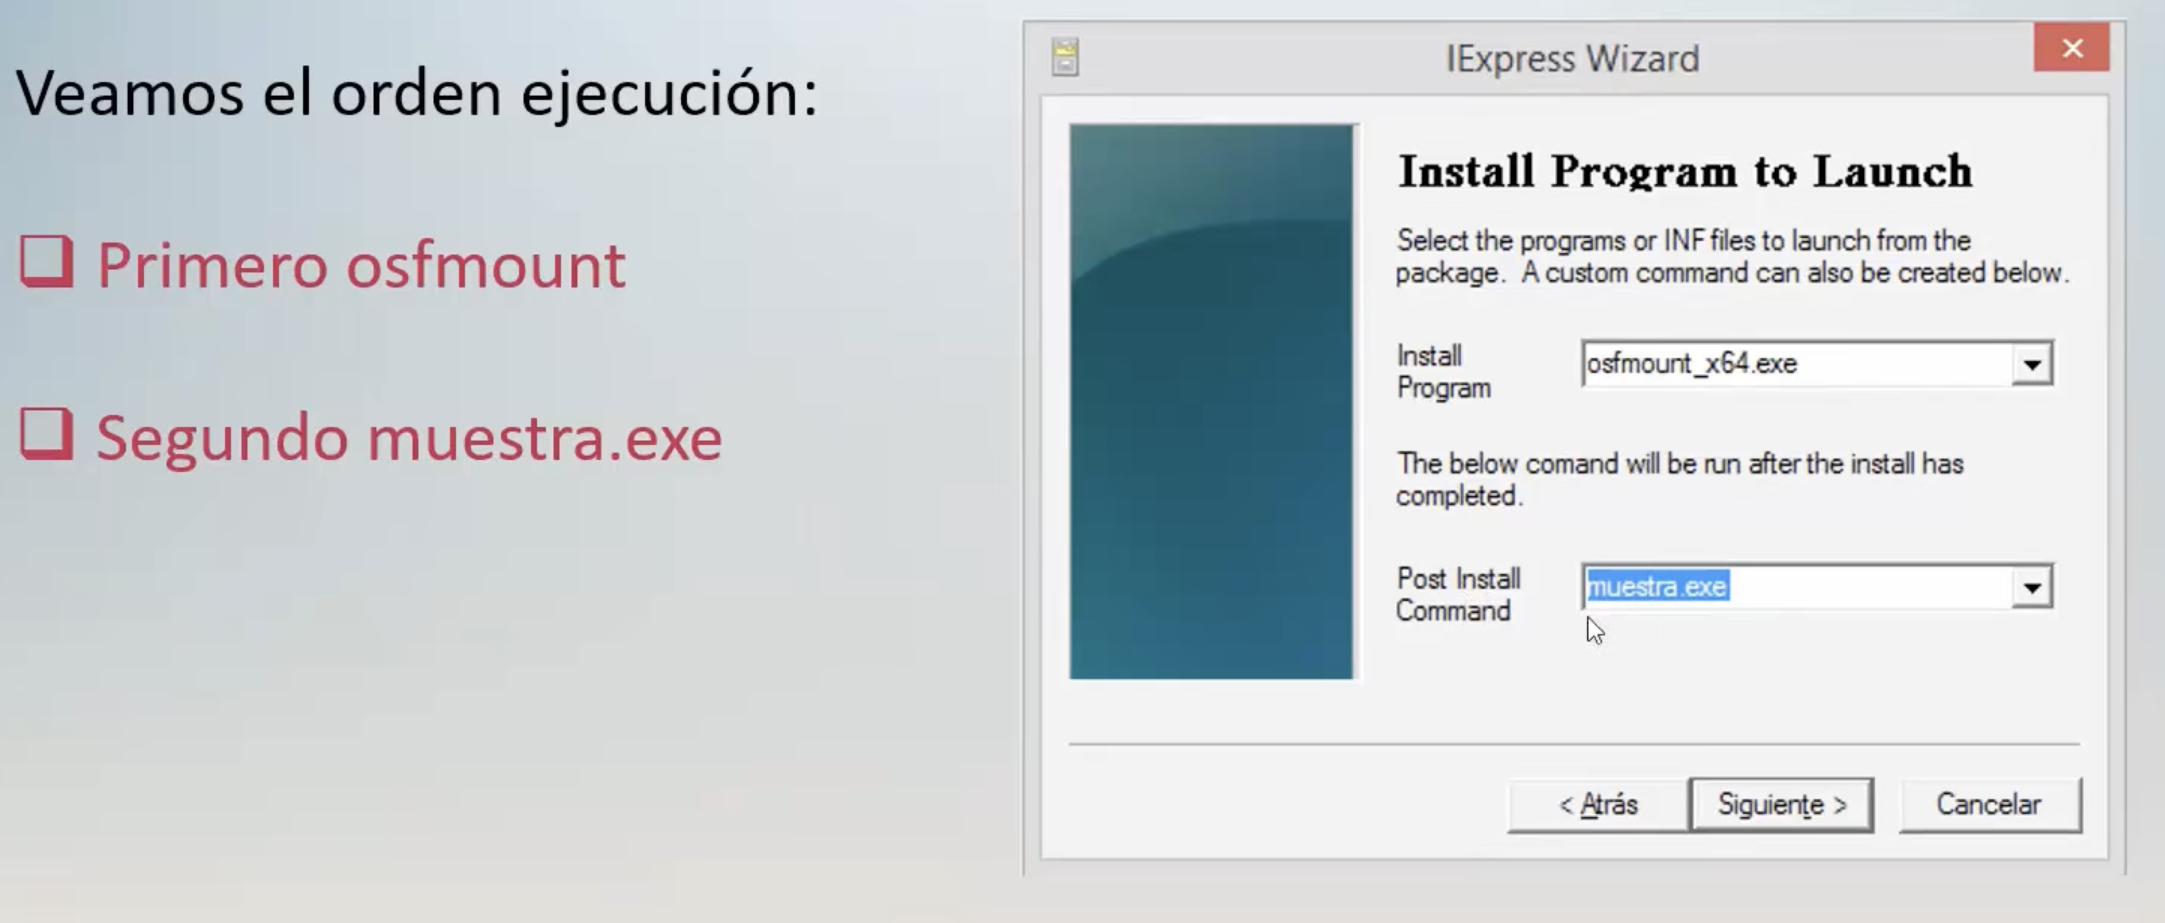 Veamos el orden ejecución:
Primero osfmount
Segundo muestra.exe
IExpress Wizard
Install Program to Launch
Select the programs or INF files to launch from the
package. A custom command can also be created below.
Install
Program
osfmount_x64.exe
The below comand will be run after the install has
completed.
Post Install
Command
muestra.exe
< Atrás
Siguiente >
Cancelar